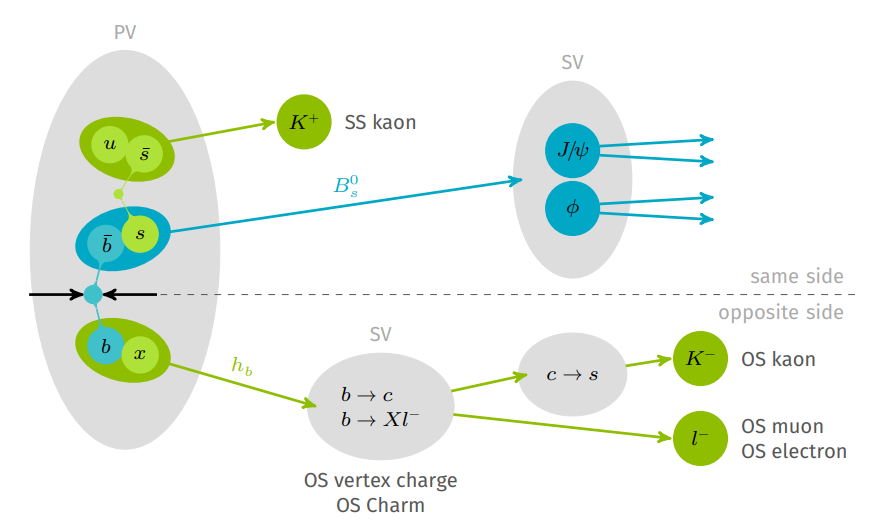 PV
SV
u
s̄
K⁺
SS kaon
J/ψ
ϕ
B⁰ₛ
b̄
s
same side
opposite side
b
x
h_b
SV
b → c
b → Xl⁻
c → s
K⁻
OS kaon
l⁻
OS muon
OS electron
OS vertex charge
OS Charm